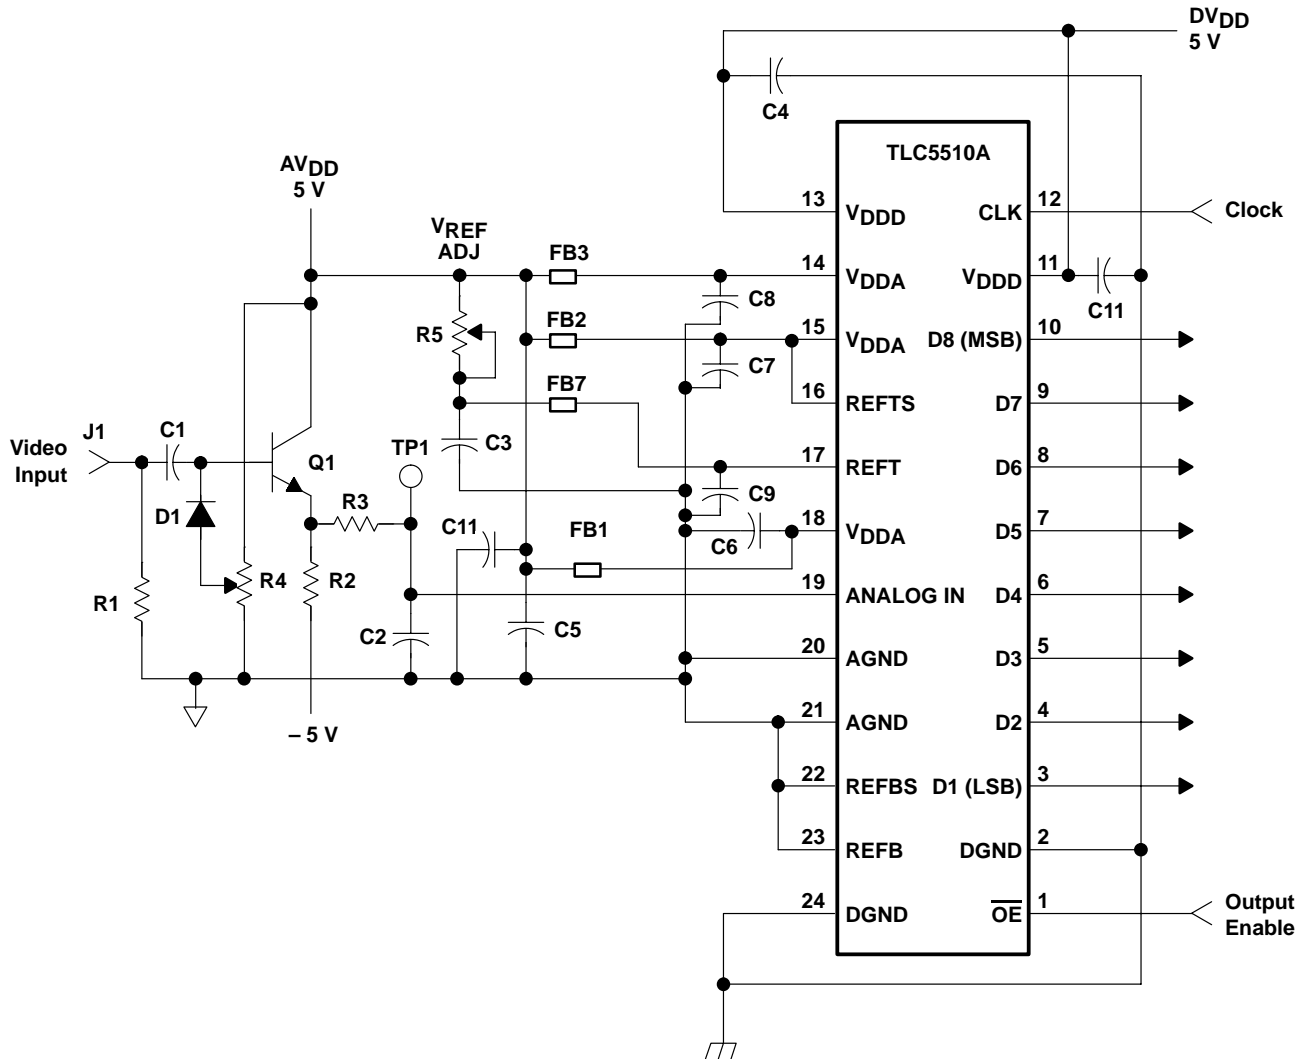 DVDD
5 V
C4
TLC5510A
AVDD
5 V
13
VDDD
CLK
12
Clock
VREF
ADJ
FB3
14
VDDA
VDDD
11
C8
C11
R5
FB2
15
VDDA
D8 (MSB)
10
C7
FB7
16
REFTS
D7
9
Video
Input
J1
C1
Q1
TP1
C3
17
REFT
D6
8
D1
R3
C9
C11
FB1
C6
18
VDDA
D5
7
R1
R4
R2
19
ANALOG IN
D4
6
C2
C5
20
AGND
D3
5
– 5 V
21
AGND
D2
4
22
REFBS
D1 (LSB)
3
23
REFB
DGND
2
24
DGND
OE
1
Output
Enable